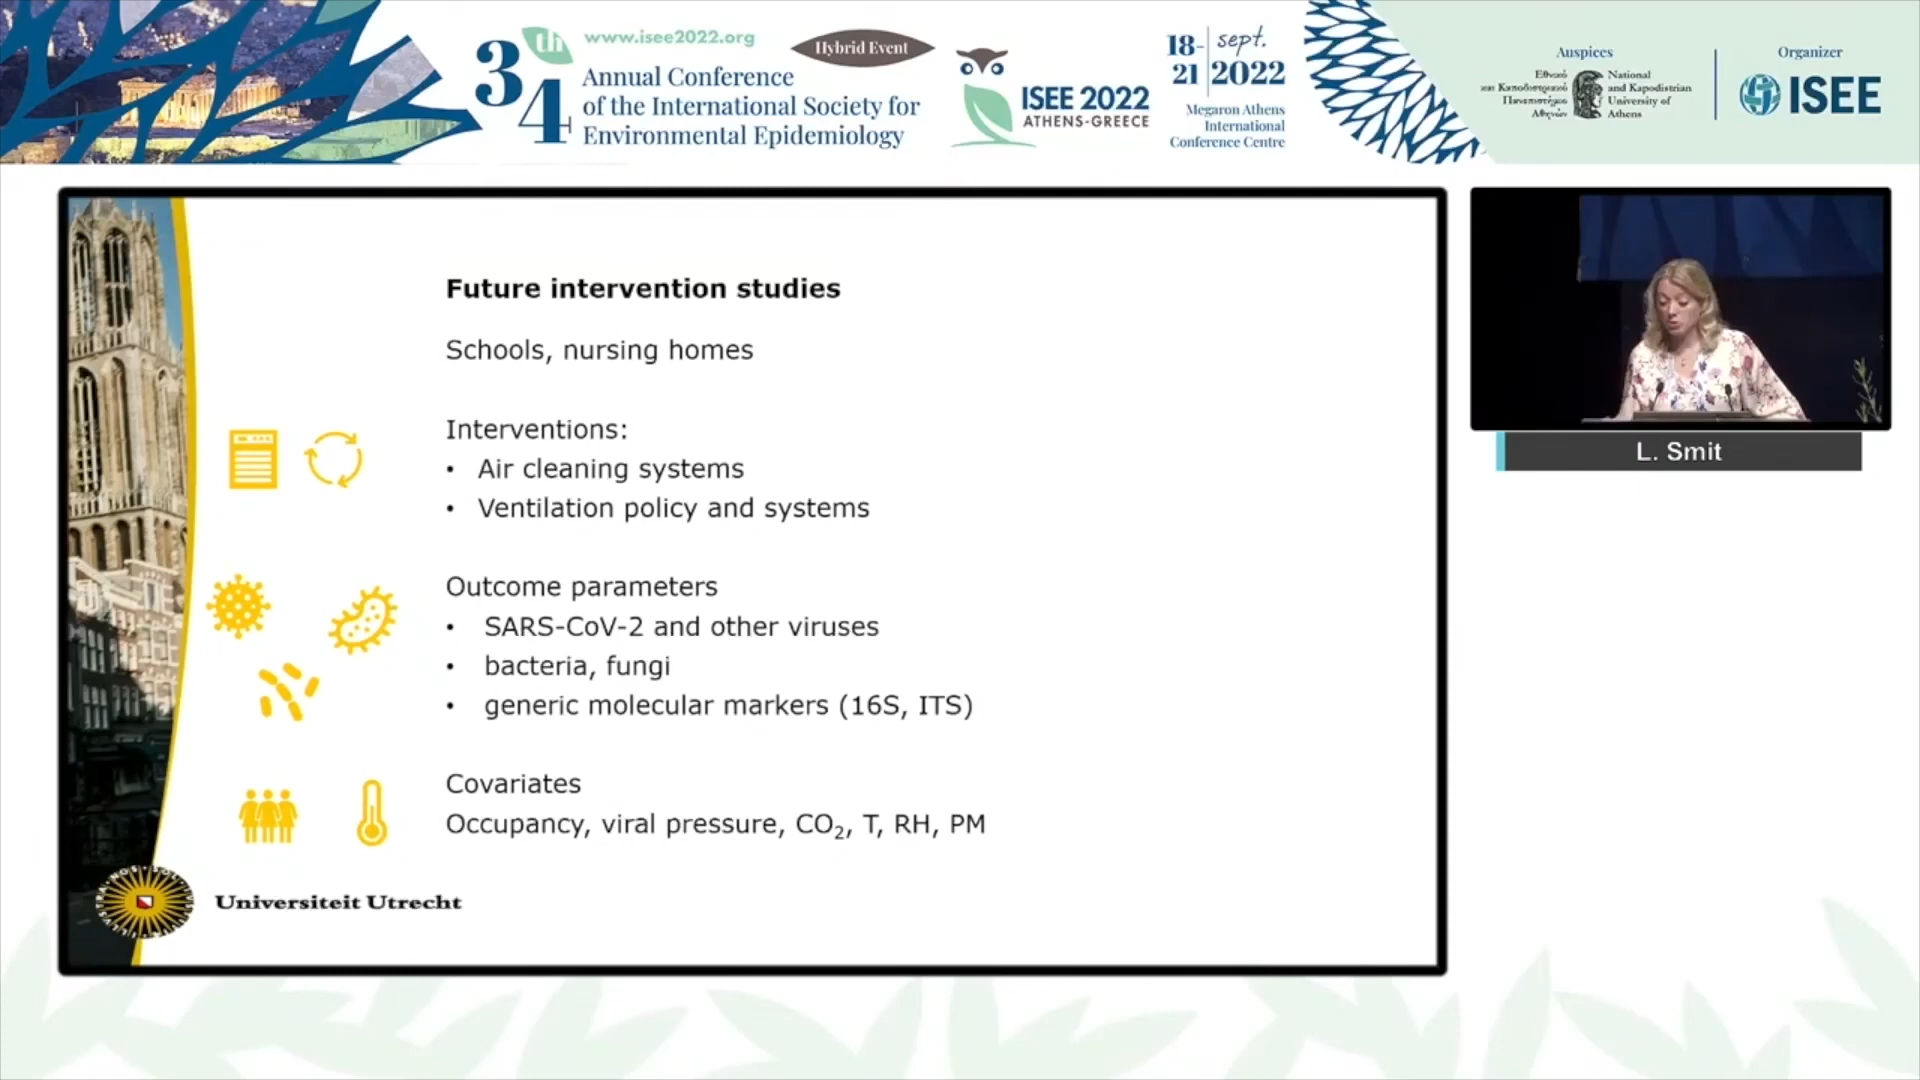 34th
www.isee2022.org
Hybrid Event
Annual Conference
of the International Society for
Environmental Epidemiology
ISEE 2022
ATHENS-GREECE
18-21 sept. 2022
Megaron Athens
International
Conference Centre
Auspices
Εθνικό
και Καποδιστριακό
Πανεπιστήμιο
Αθηνών
National
and Kapodistrian
University of
Athens
Organizer
ISEE
Future intervention studies
Schools, nursing homes
Interventions:
• Air cleaning systems
• Ventilation policy and systems
Outcome parameters
• SARS-CoV-2 and other viruses
• bacteria, fungi
• generic molecular markers (16S, ITS)
Covariates
Occupancy, viral pressure, CO₂, T, RH, PM
Universiteit Utrecht
L. Smit